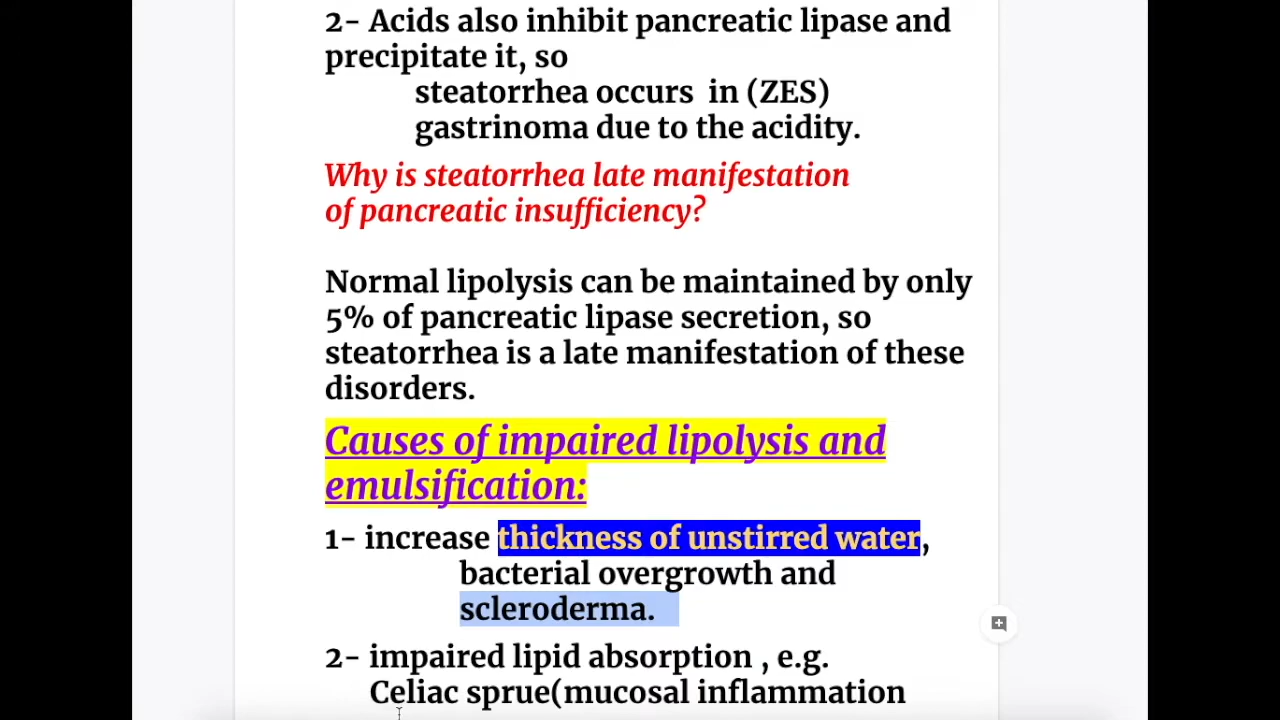 2- Acids also inhibit pancreatic lipase and
precipitate it, so
steatorrhea occurs in (ZES)
gastrinoma due to the acidity.
Why is steatorrhea late manifestation
of pancreatic insufficiency?
Normal lipolysis can be maintained by only
5% of pancreatic lipase secretion, so
steatorrhea is a late manifestation of these
disorders.
Causes of impaired lipolysis and
emulsification:
1- increase thickness of unstirred water,
bacterial overgrowth and
scleroderma.
2- impaired lipid absorption , e.g.
Celiac sprue(mucosal inflammation